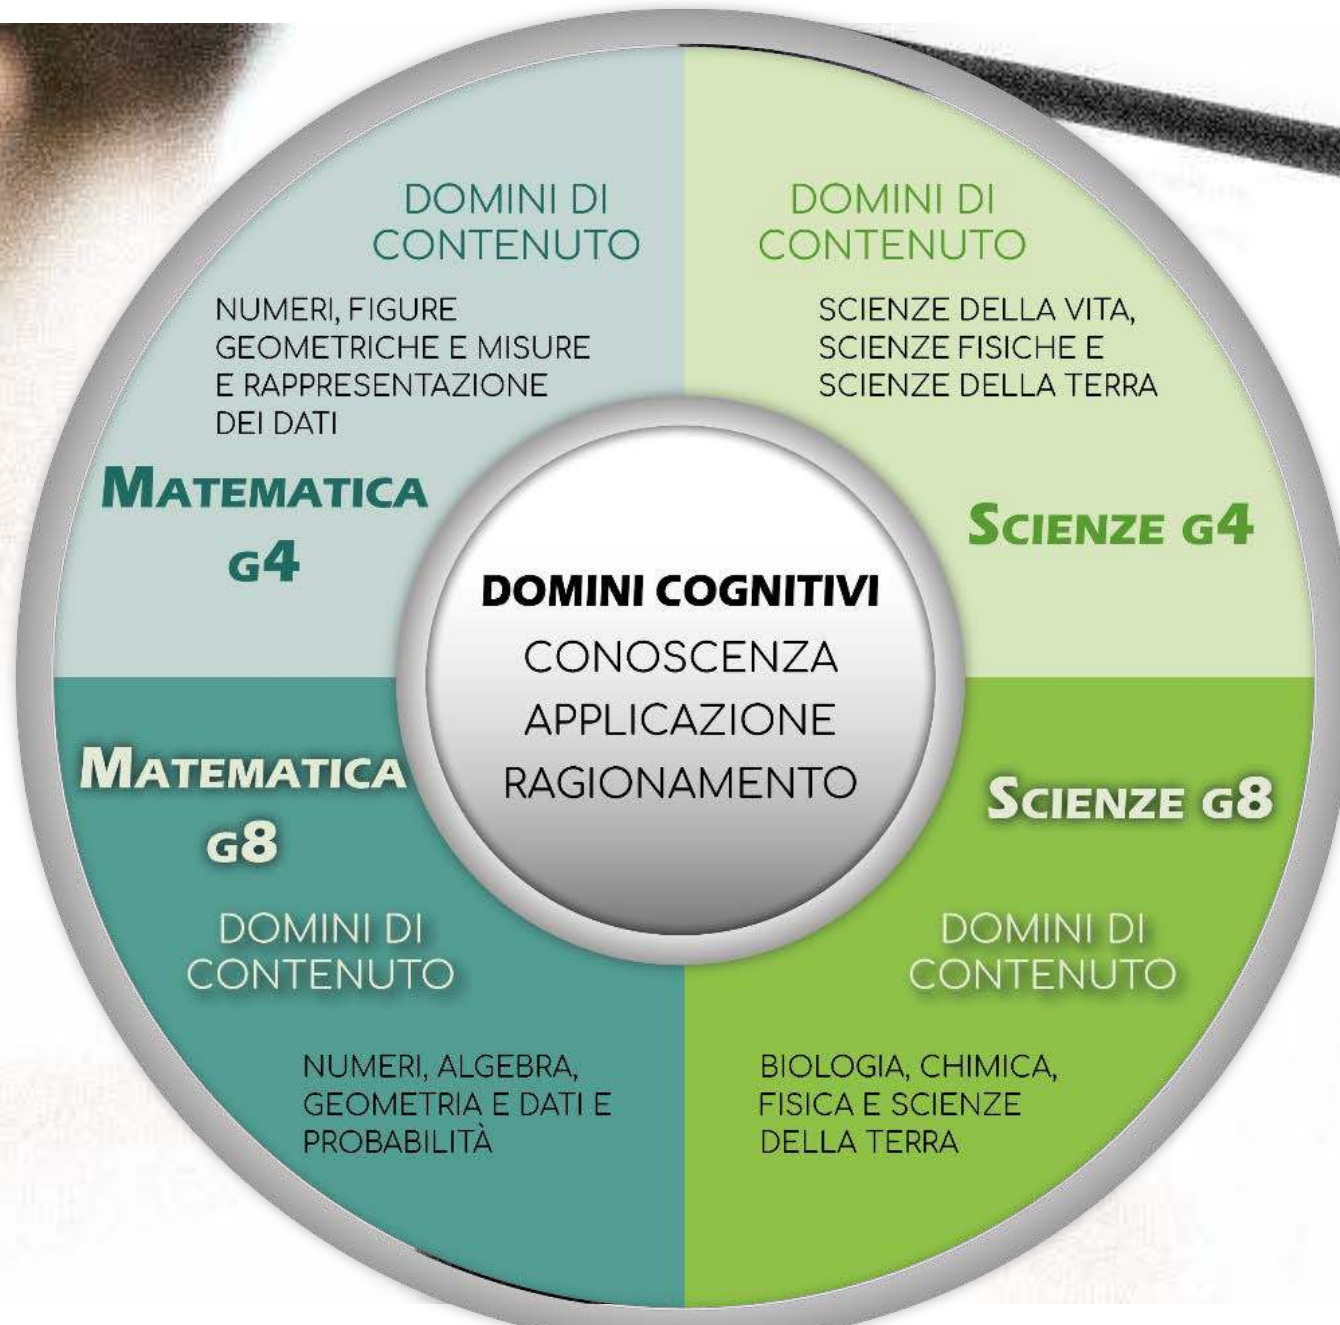 DOMINI DI
CONTENUTO
NUMERI, FIGURE
GEOMETRICHE E MISURE
E RAPPRESENTAZIONE
DEI DATI
MATEMATICA
G4
DOMINI DI
CONTENUTO
SCIENZE DELLA VITA,
SCIENZE FISICHE E
SCIENZE DELLA TERRA
SCIENZE G4
DOMINI COGNITIVI
CONOSCENZA
APPLICAZIONE
RAGIONAMENTO
MATEMATICA
G8
DOMINI DI
CONTENUTO
NUMERI, ALGEBRA,
GEOMETRIA E DATI E
PROBABILITÀ
SCIENZE G8
DOMINI DI
CONTENUTO
BIOLOGIA, CHIMICA,
FISICA E SCIENZE
DELLA TERRA